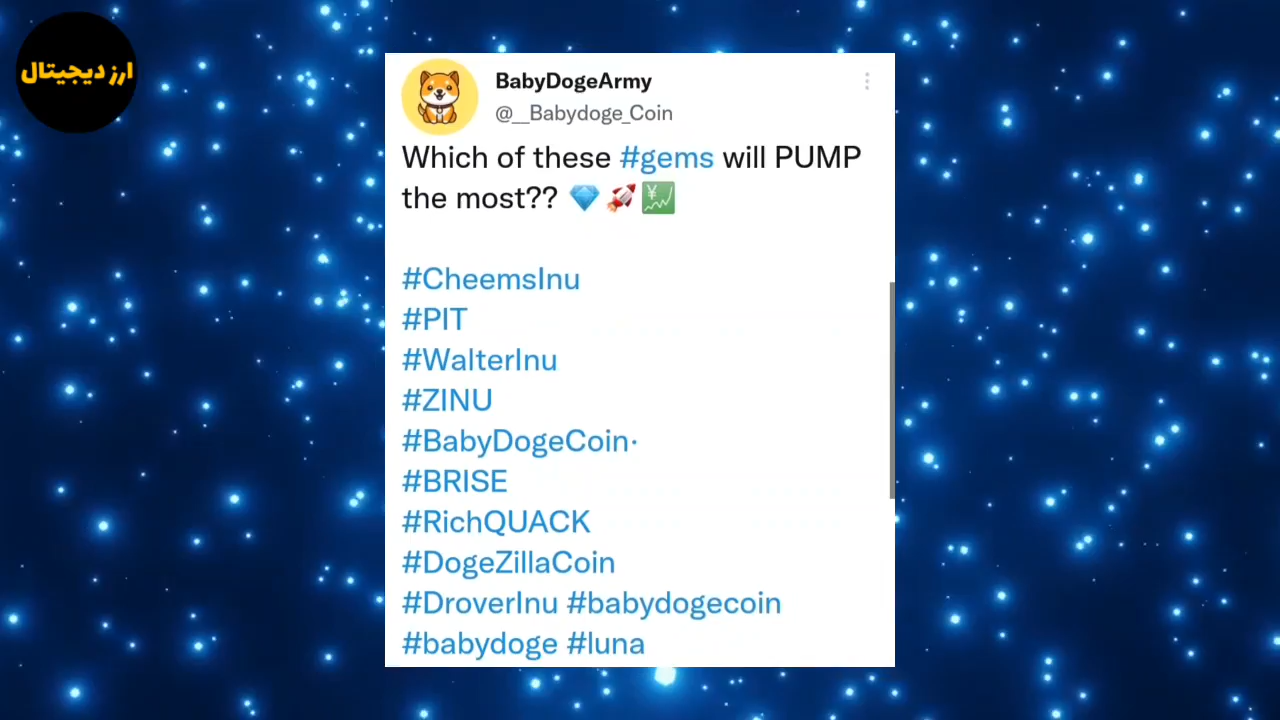 ارز دیجیتال
BabyDogeArmy
@__Babydoge_Coin
Which of these #gems will PUMP
the most?? 💎🚀💹
#CheemsInu
#PIT
#WalterInu
#ZINU
#BabyDogeCoin·
#BRISE
#RichQUACK
#DogeZillaCoin
#DroverInu #babydogecoin
#babydoge #luna